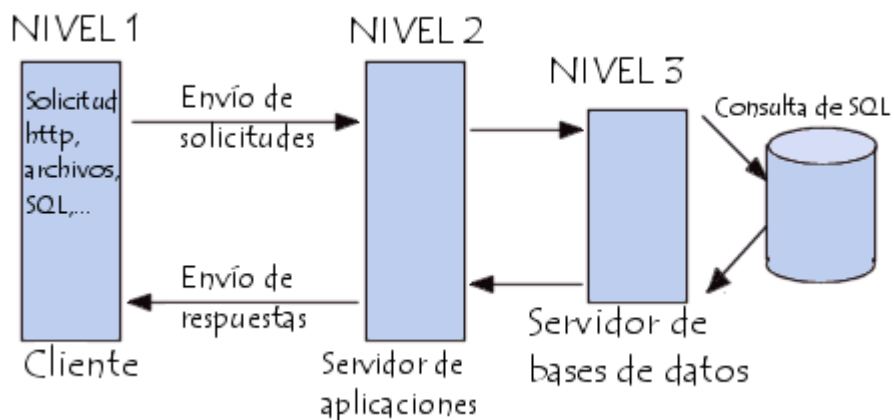 NIVEL 1
NIVEL 2
NIVEL 3
Solicitud
http,
archivos,
SQL,...
Envío de
solicitudes
Consulta de SQL
Envío de
respuestas
Cliente
Servidor de
aplicaciones
Servidor de
bases de datos